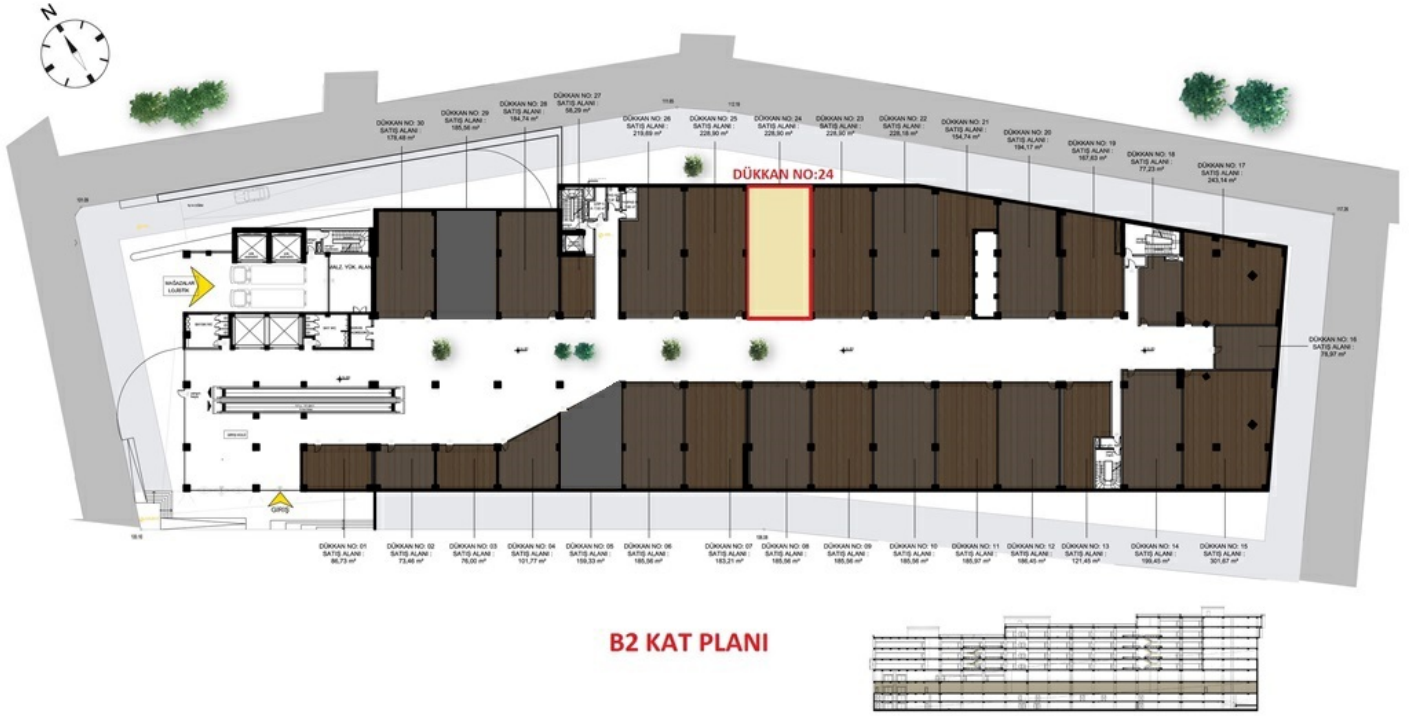 N
DÜKKAN NO: 30
SATIŞ ALANI :
178,48 m²
DÜKKAN NO: 29
SATIŞ ALANI :
185,56 m²
DÜKKAN NO: 28
SATIŞ ALANI :
184,74 m²
DÜKKAN NO: 27
SATIŞ ALANI :
58,29 m²
DÜKKAN NO: 26
SATIŞ ALANI :
219,69 m²
DÜKKAN NO: 25
SATIŞ ALANI :
228,90 m²
DÜKKAN NO: 24
SATIŞ ALANI :
228,90 m²
DÜKKAN NO: 23
SATIŞ ALANI :
228,90 m²
DÜKKAN NO: 22
SATIŞ ALANI :
228,18 m²
DÜKKAN NO: 21
SATIŞ ALANI :
154,74 m²
DÜKKAN NO: 20
SATIŞ ALANI :
194,17 m²
DÜKKAN NO: 19
SATIŞ ALANI :
167,63 m²
DÜKKAN NO: 18
SATIŞ ALANI :
77,23 m²
DÜKKAN NO: 17
SATIŞ ALANI :
243,14 m²
DÜKKAN NO:24
MALZ. YÜK. ALANI
MAĞAZALAR
LOJİSTİK
DÜKKAN NO: 16
SATIŞ ALANI :
78,97 m²
GİRİŞ
DÜKKAN NO: 01
SATIŞ ALANI :
86,73 m²
DÜKKAN NO: 02
SATIŞ ALANI :
73,46 m²
DÜKKAN NO: 03
SATIŞ ALANI :
76,00 m²
DÜKKAN NO: 04
SATIŞ ALANI :
101,77 m²
DÜKKAN NO: 05
SATIŞ ALANI :
159,33 m²
DÜKKAN NO: 06
SATIŞ ALANI :
185,56 m²
DÜKKAN NO: 07
SATIŞ ALANI :
183,21 m²
DÜKKAN NO: 08
SATIŞ ALANI :
185,56 m²
DÜKKAN NO: 09
SATIŞ ALANI :
185,56 m²
DÜKKAN NO: 10
SATIŞ ALANI :
185,56 m²
DÜKKAN NO: 11
SATIŞ ALANI :
185,97 m²
DÜKKAN NO: 12
SATIŞ ALANI :
186,45 m²
DÜKKAN NO: 13
SATIŞ ALANI :
121,45 m²
DÜKKAN NO: 14
SATIŞ ALANI :
199,45 m²
DÜKKAN NO: 15
SATIŞ ALANI :
301,67 m²
B2 KAT PLANI